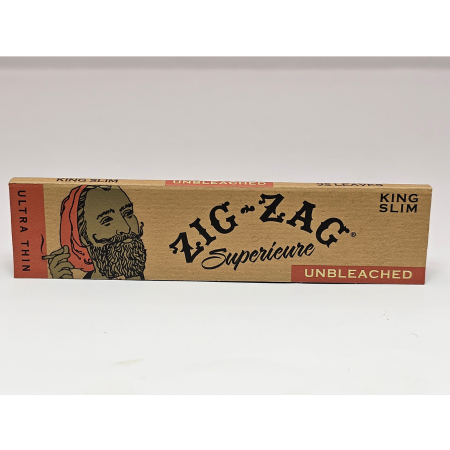 KING SLIM
UNBLEACHED
32 LEAVES
ULTRA THIN
ZIG-ZAG®
Superieure
KING
SLIM
UNBLEACHED